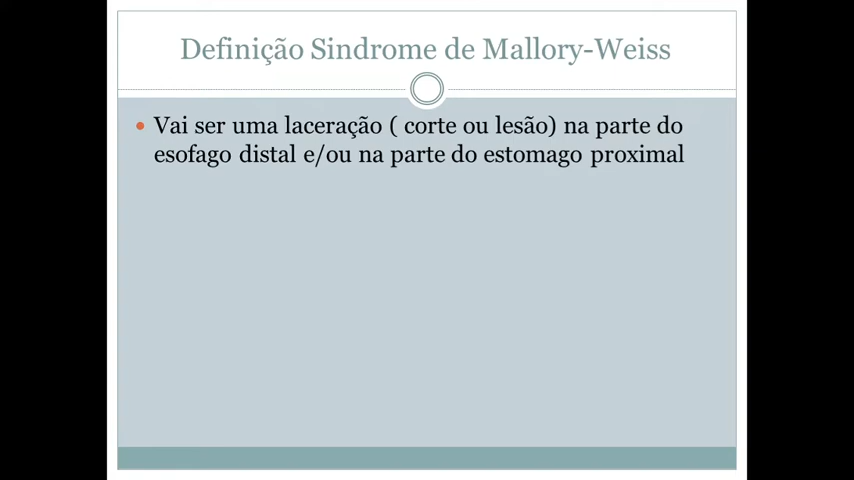 Definição Sindrome de Mallory-Weiss
Vai ser uma laceração ( corte ou lesão) na parte do
esofago distal e/ou na parte do estomago proximal